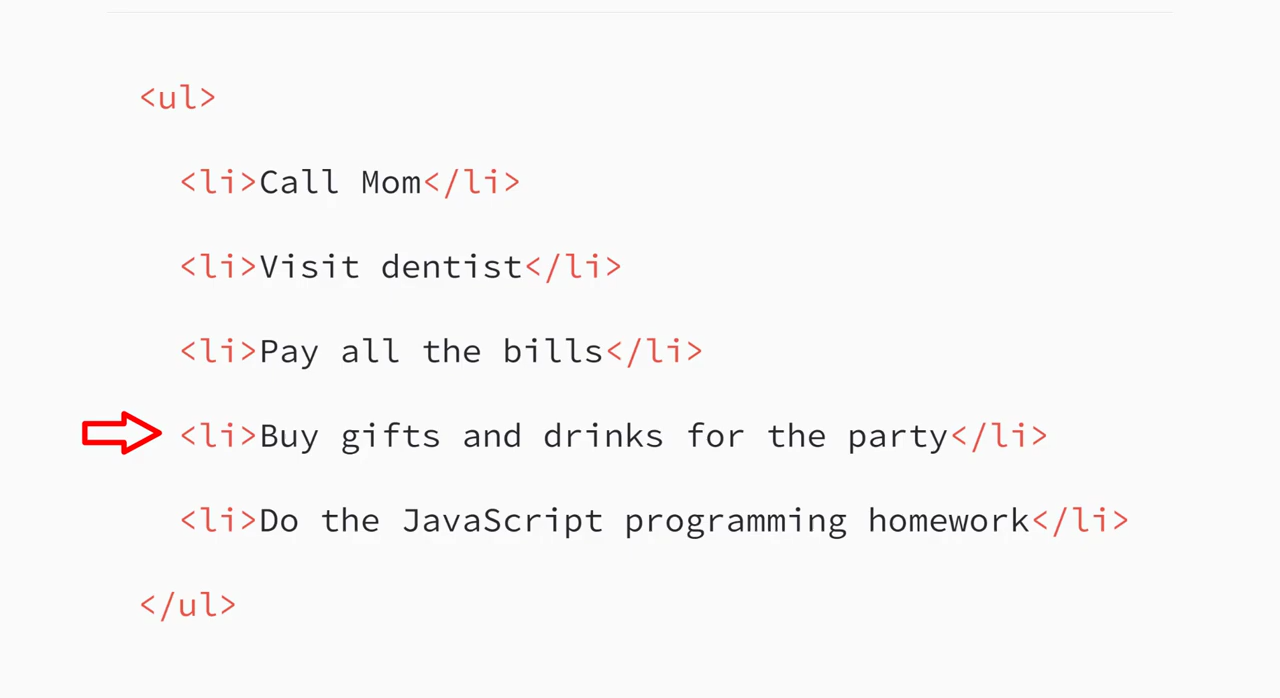 <ul>
<li>Call Mom</li>
<li>Visit dentist</li>
<li>Pay all the bills</li>
<li>Buy gifts and drinks for the party</li>
<li>Do the JavaScript programming homework</li>
</ul>